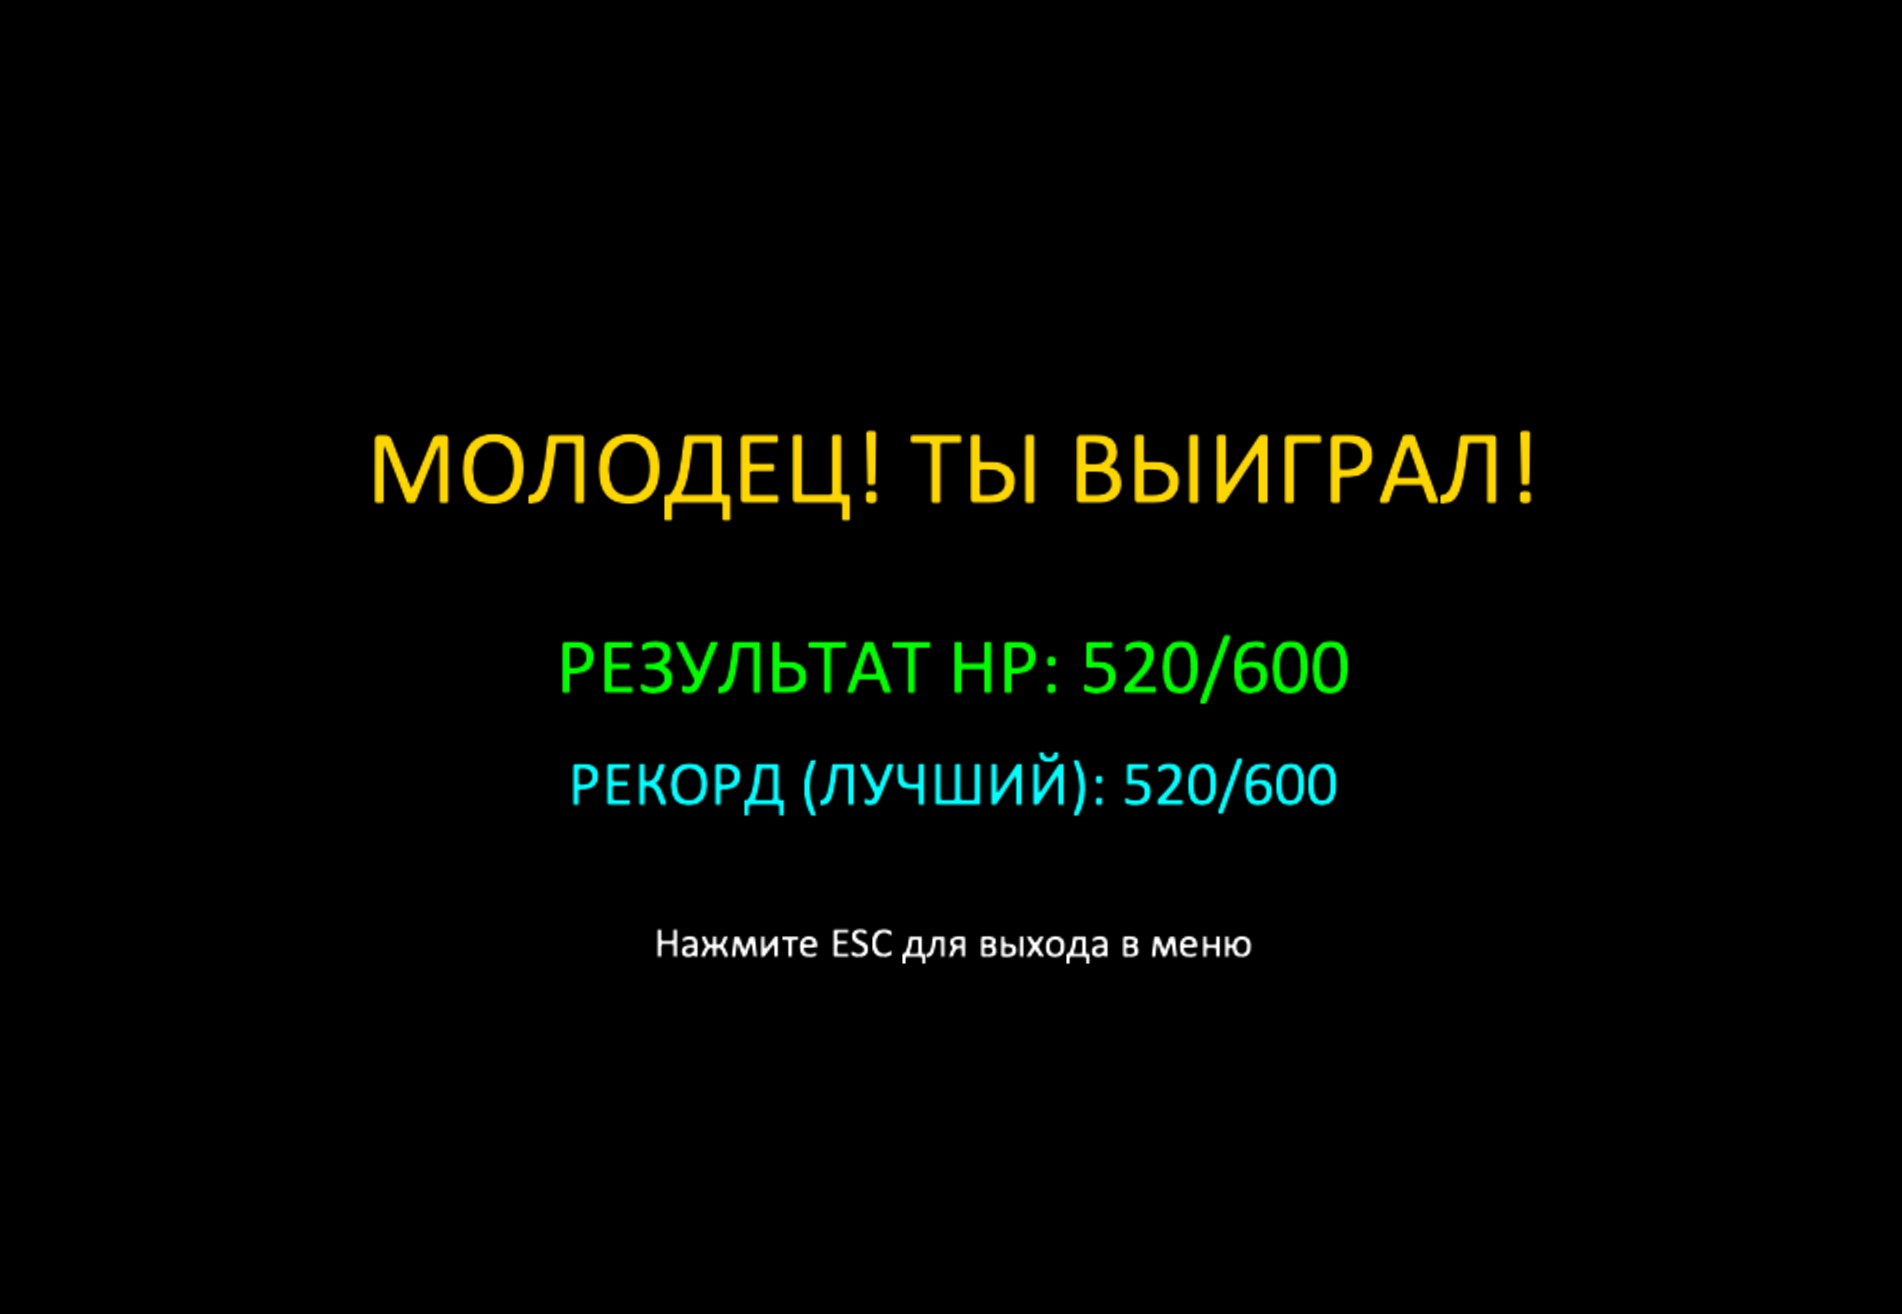 МОЛОДЕЦ! ТЫ ВЫИГРАЛ!
РЕЗУЛЬТАТ HP: 520/600
РЕКОРД (ЛУЧШИЙ): 520/600
Нажмите ESC для выхода в меню